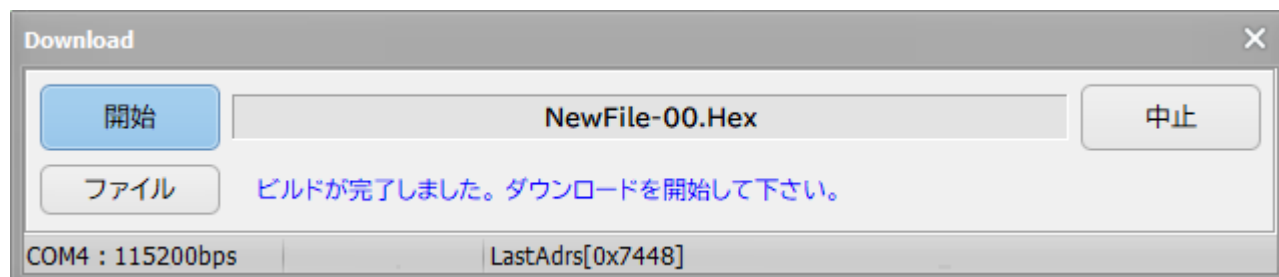 Download
開始 NewFile-00.Hex 中止
ファイル ビルドが完了しました。ダウンロードを開始して下さい。
COM4 : 115200bps LastAdrs[0x7448]